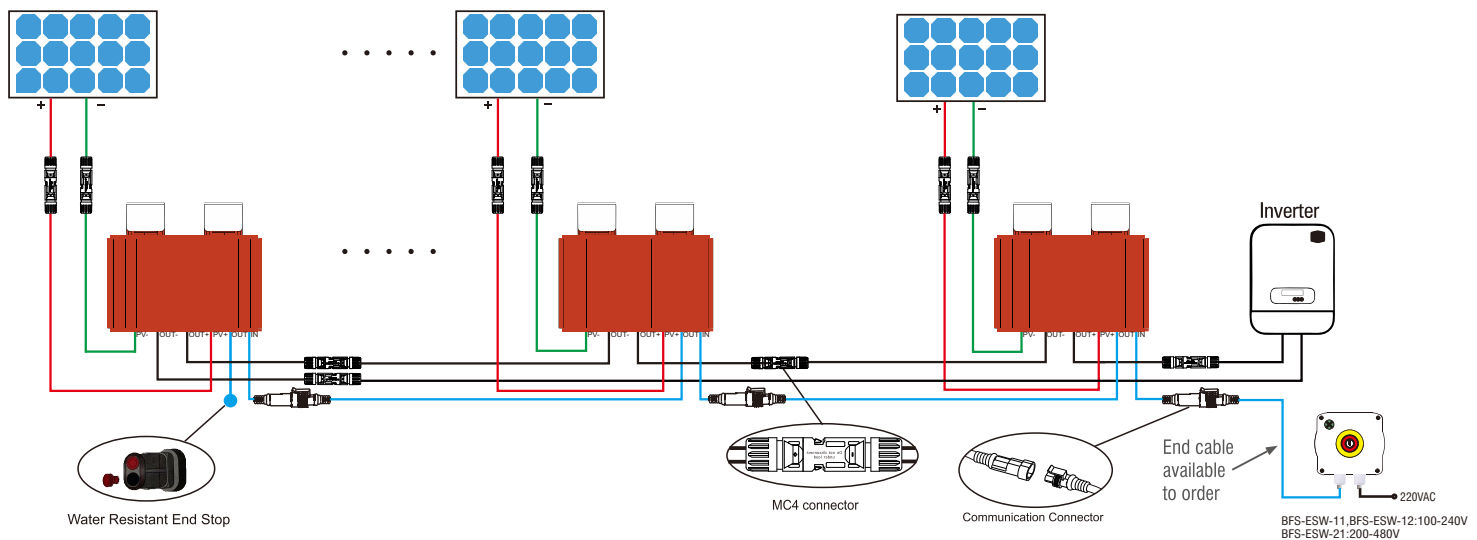 + –
+ –
+ –
Inverter
PV- OUT- OUT+ PV+ OUT IN
PV- OUT- OUT+ PV+ OUT IN
PV- OUT- OUT+ PV+ OUT IN
End cable
available
to order
220VAC
Water Resistant End Stop
MC4 connector
Communication Connector
BFS-ESW-11,BFS-ESW-12:100-240V
BFS-ESW-21:200-480V